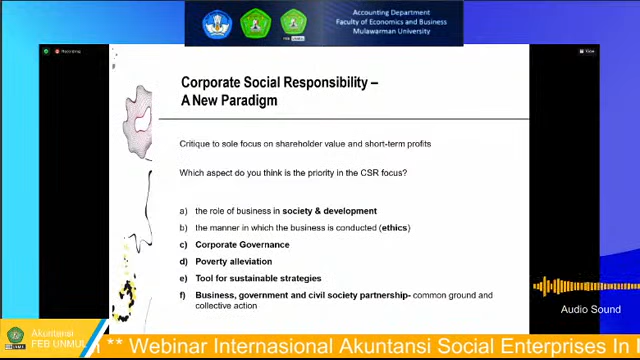 Accounting Department
Faculty of Economics and Business
Mulawarman University
Recording
View
Corporate Social Responsibility –
A New Paradigm
Critique to sole focus on shareholder value and short-term profits
Which aspect do you think is the priority in the CSR focus?
a) the role of business in society & development
b) the manner in which the business is conducted (ethics)
c) Corporate Governance
d) Poverty alleviation
e) Tool for sustainable strategies
f) Business, government and civil society partnership- common ground and
collective action
Audio Sound
Akuntansi
FEB UNMUL
** Webinar Internasional Akuntansi Social Enterprises In